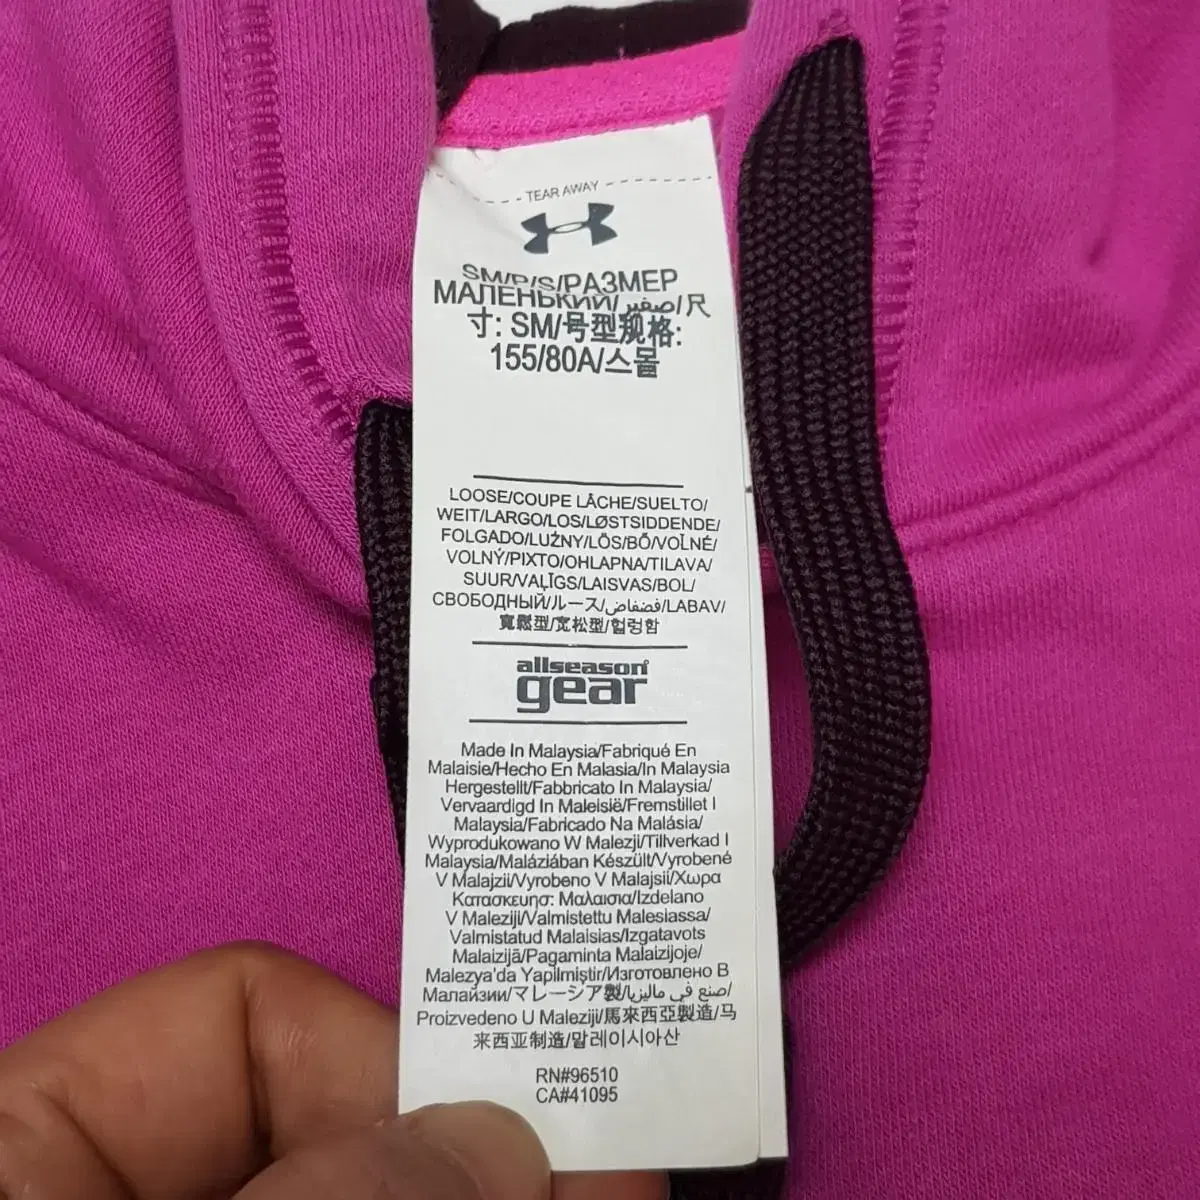 TEAR AWAY
SM/P/S/РАЗМЕР
МАЛЕНЬКИЙ/صغير/尺
寸: SM/号型规格:
155/80A/스몰
LOOSE/COUPE LÂCHE/SUELTO/
WEIT/LARGO/LOS/LØSTSIDDENDE/
FOLGADO/LUŹNY/LÖS/BŐ/VOĹNÉ/
VOLNÝ/PIXTO/OHLAPNA/TILAVA/
SUUR/VAĻĪGS/LAISVAS/BOL/
СВОБОДНЫЙ/ルース/فضفاض/LABAV/
寬鬆型/宽松型/헐렁함
allseason
gear
Made In Malaysia/Fabriqué En
Malaisie/Hecho En Malasia/In Malaysia
Hergestellt/Fabbricato In Malaysia/
Vervaardigd In Maleisië/Fremstillet I
Malaysia/Fabricado Na Malásia/
Wyprodukowano W Malezji/Tillverkad I
Malaysia/Maláziában Készült/Vyrobené
V Malajzii/Vyrobeno V Malajsii/Χωρα
Κατασκευησ: Μαλαισια/Izdelano
V Maleziji/Valmistettu Malesiassa/
Valmistatud Malaisias/Izgatavots
Malaizijā/Pagaminta Malaizijoje/
Malezya'da Yapilmiştir/Изготовлено В
Малайзии/マレーシア製/صنع في ماليزيا/
Proizvedeno U Maleziji/馬來西亞製造/马
来西亚制造/말레이시아산
RN#96510
CA#41095